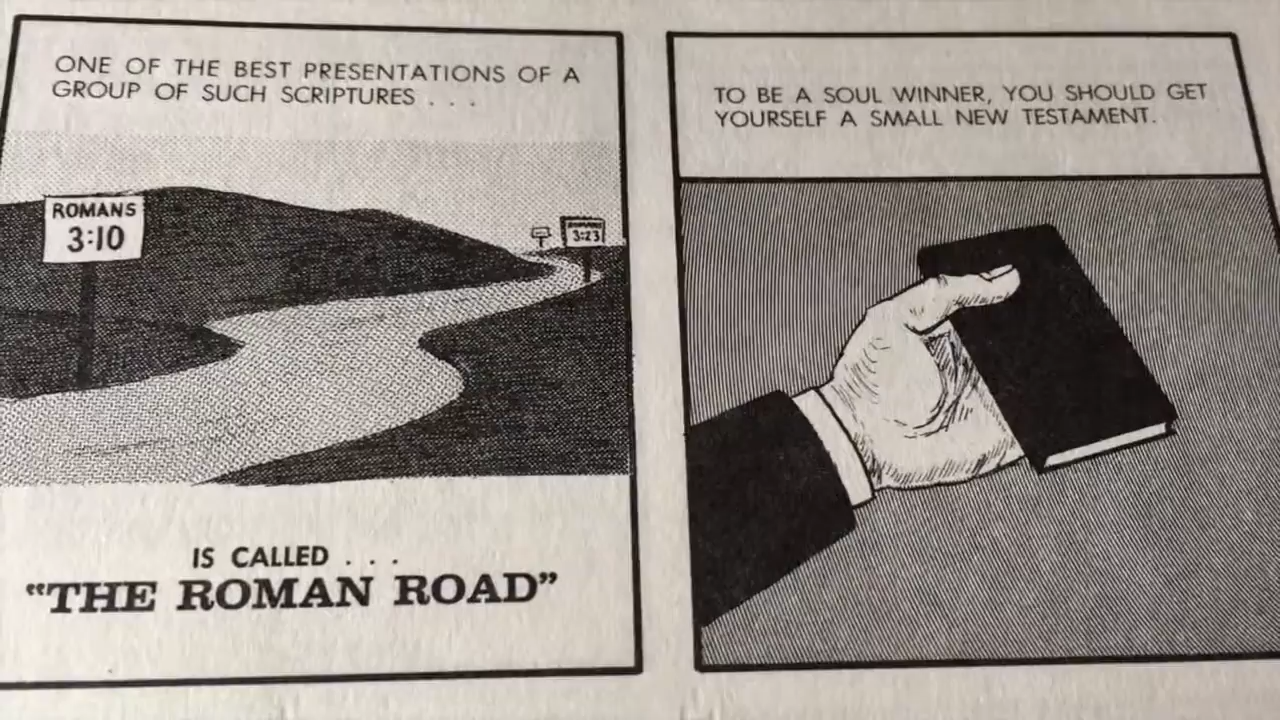 ONE OF THE BEST PRESENTATIONS OF A
GROUP OF SUCH SCRIPTURES . . .
ROMANS
3:10
ROMANS
3:23
IS CALLED . . .
"THE ROMAN ROAD"
TO BE A SOUL WINNER, YOU SHOULD GET
YOURSELF A SMALL NEW TESTAMENT.